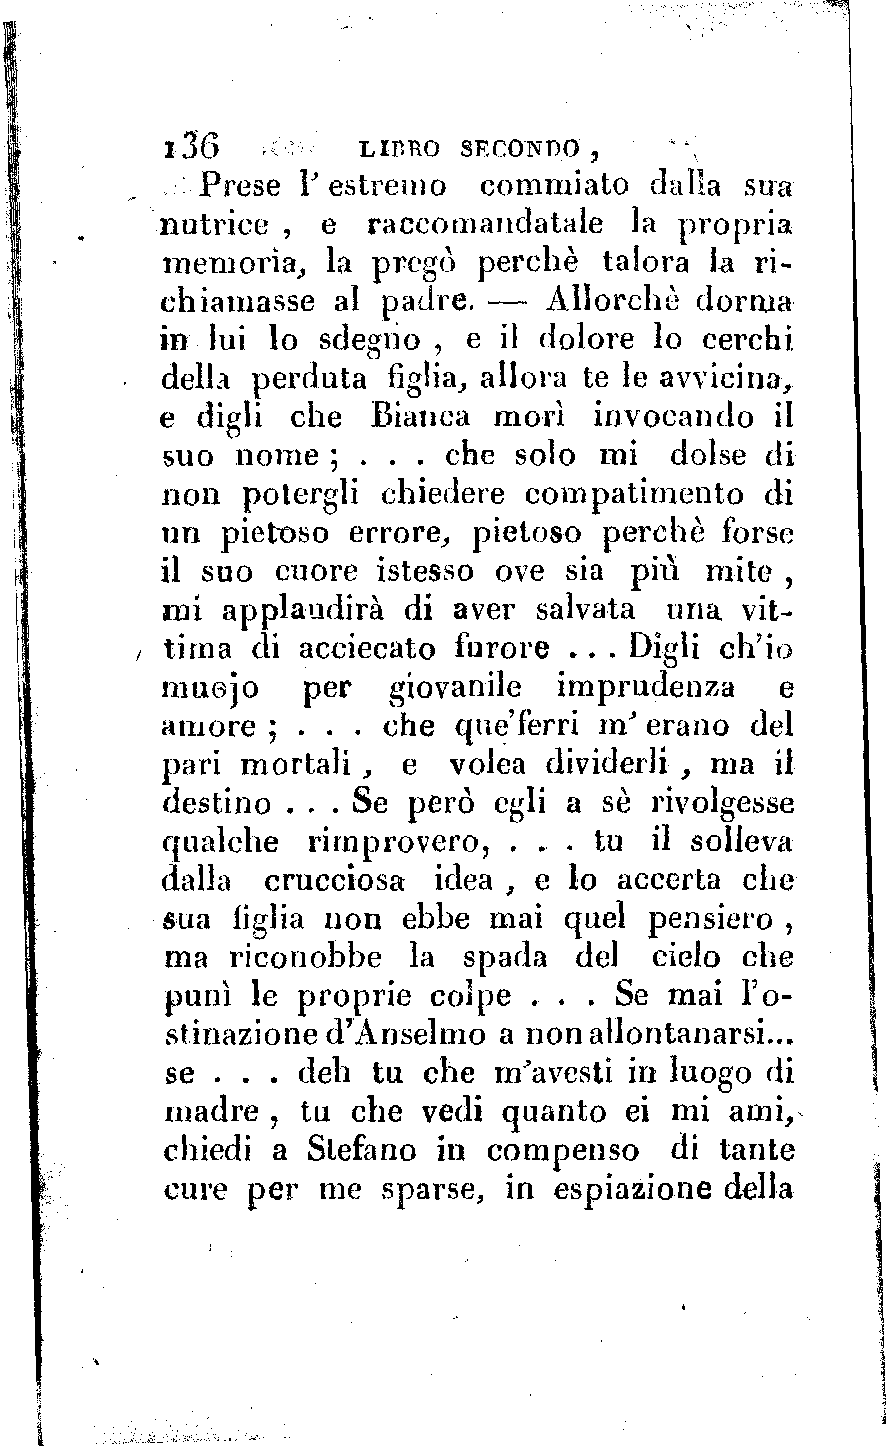 136 LIBRO SECONDO ,
Prese l' estremo commiato dalla sua
nutrice , e raccomandatale la propria
memoria, la pregò perchè talora la ri-
chiamasse al padre. — Allorchè dorma
in lui lo sdegno , e il dolore lo cerchi
della perduta figlia, allora te le avvicina,
e digli che Bianca morì invocando il
suo nome ; . . . che solo mi dolse di
non potergli chiedere compatimento di
un pietoso errore, pietoso perchè forse
il suo cuore istesso ove sia più mite ,
mi applaudirà di aver salvata una vit-
tima di acciecato furore . . . Digli ch'io
muojo per giovanile imprudenza e
amore ; . . . che que'ferri m' erano del
pari mortali , e volea dividerli , ma il
destino . . . Se però egli a sè rivolgesse
qualche rimprovero, . . . tu il solleva
dalla crucciosa idea , e lo accerta che
sua figlia non ebbe mai quel pensiero ,
ma riconobbe la spada del cielo che
punì le proprie colpe . . . Se mai l'o-
stinazione d'Anselmo a non allontanarsi...
se . . . deh tu che m'avesti in luogo di
madre , tu che vedi quanto ei mi ami,
chiedi a Stefano in compenso di tante
cure per me sparse, in espiazione della